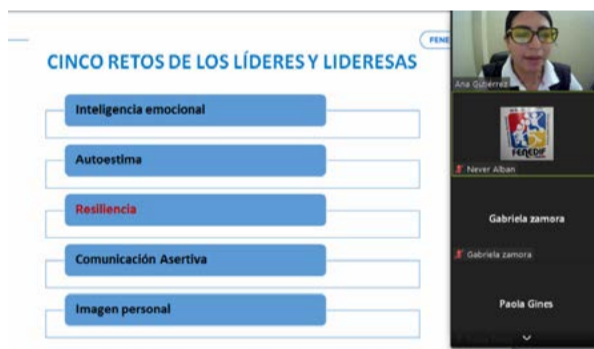 FENE
CINCO RETOS DE LOS LÍDERES Y LIDERESAS
Inteligencia emocional
Autoestima
Resiliencia
Comunicación Asertiva
Imagen personal
Ana Gutiérrez
FENEDIF
Never Alban
Gabriela zamora
Gabriela zamora
Paola Gines